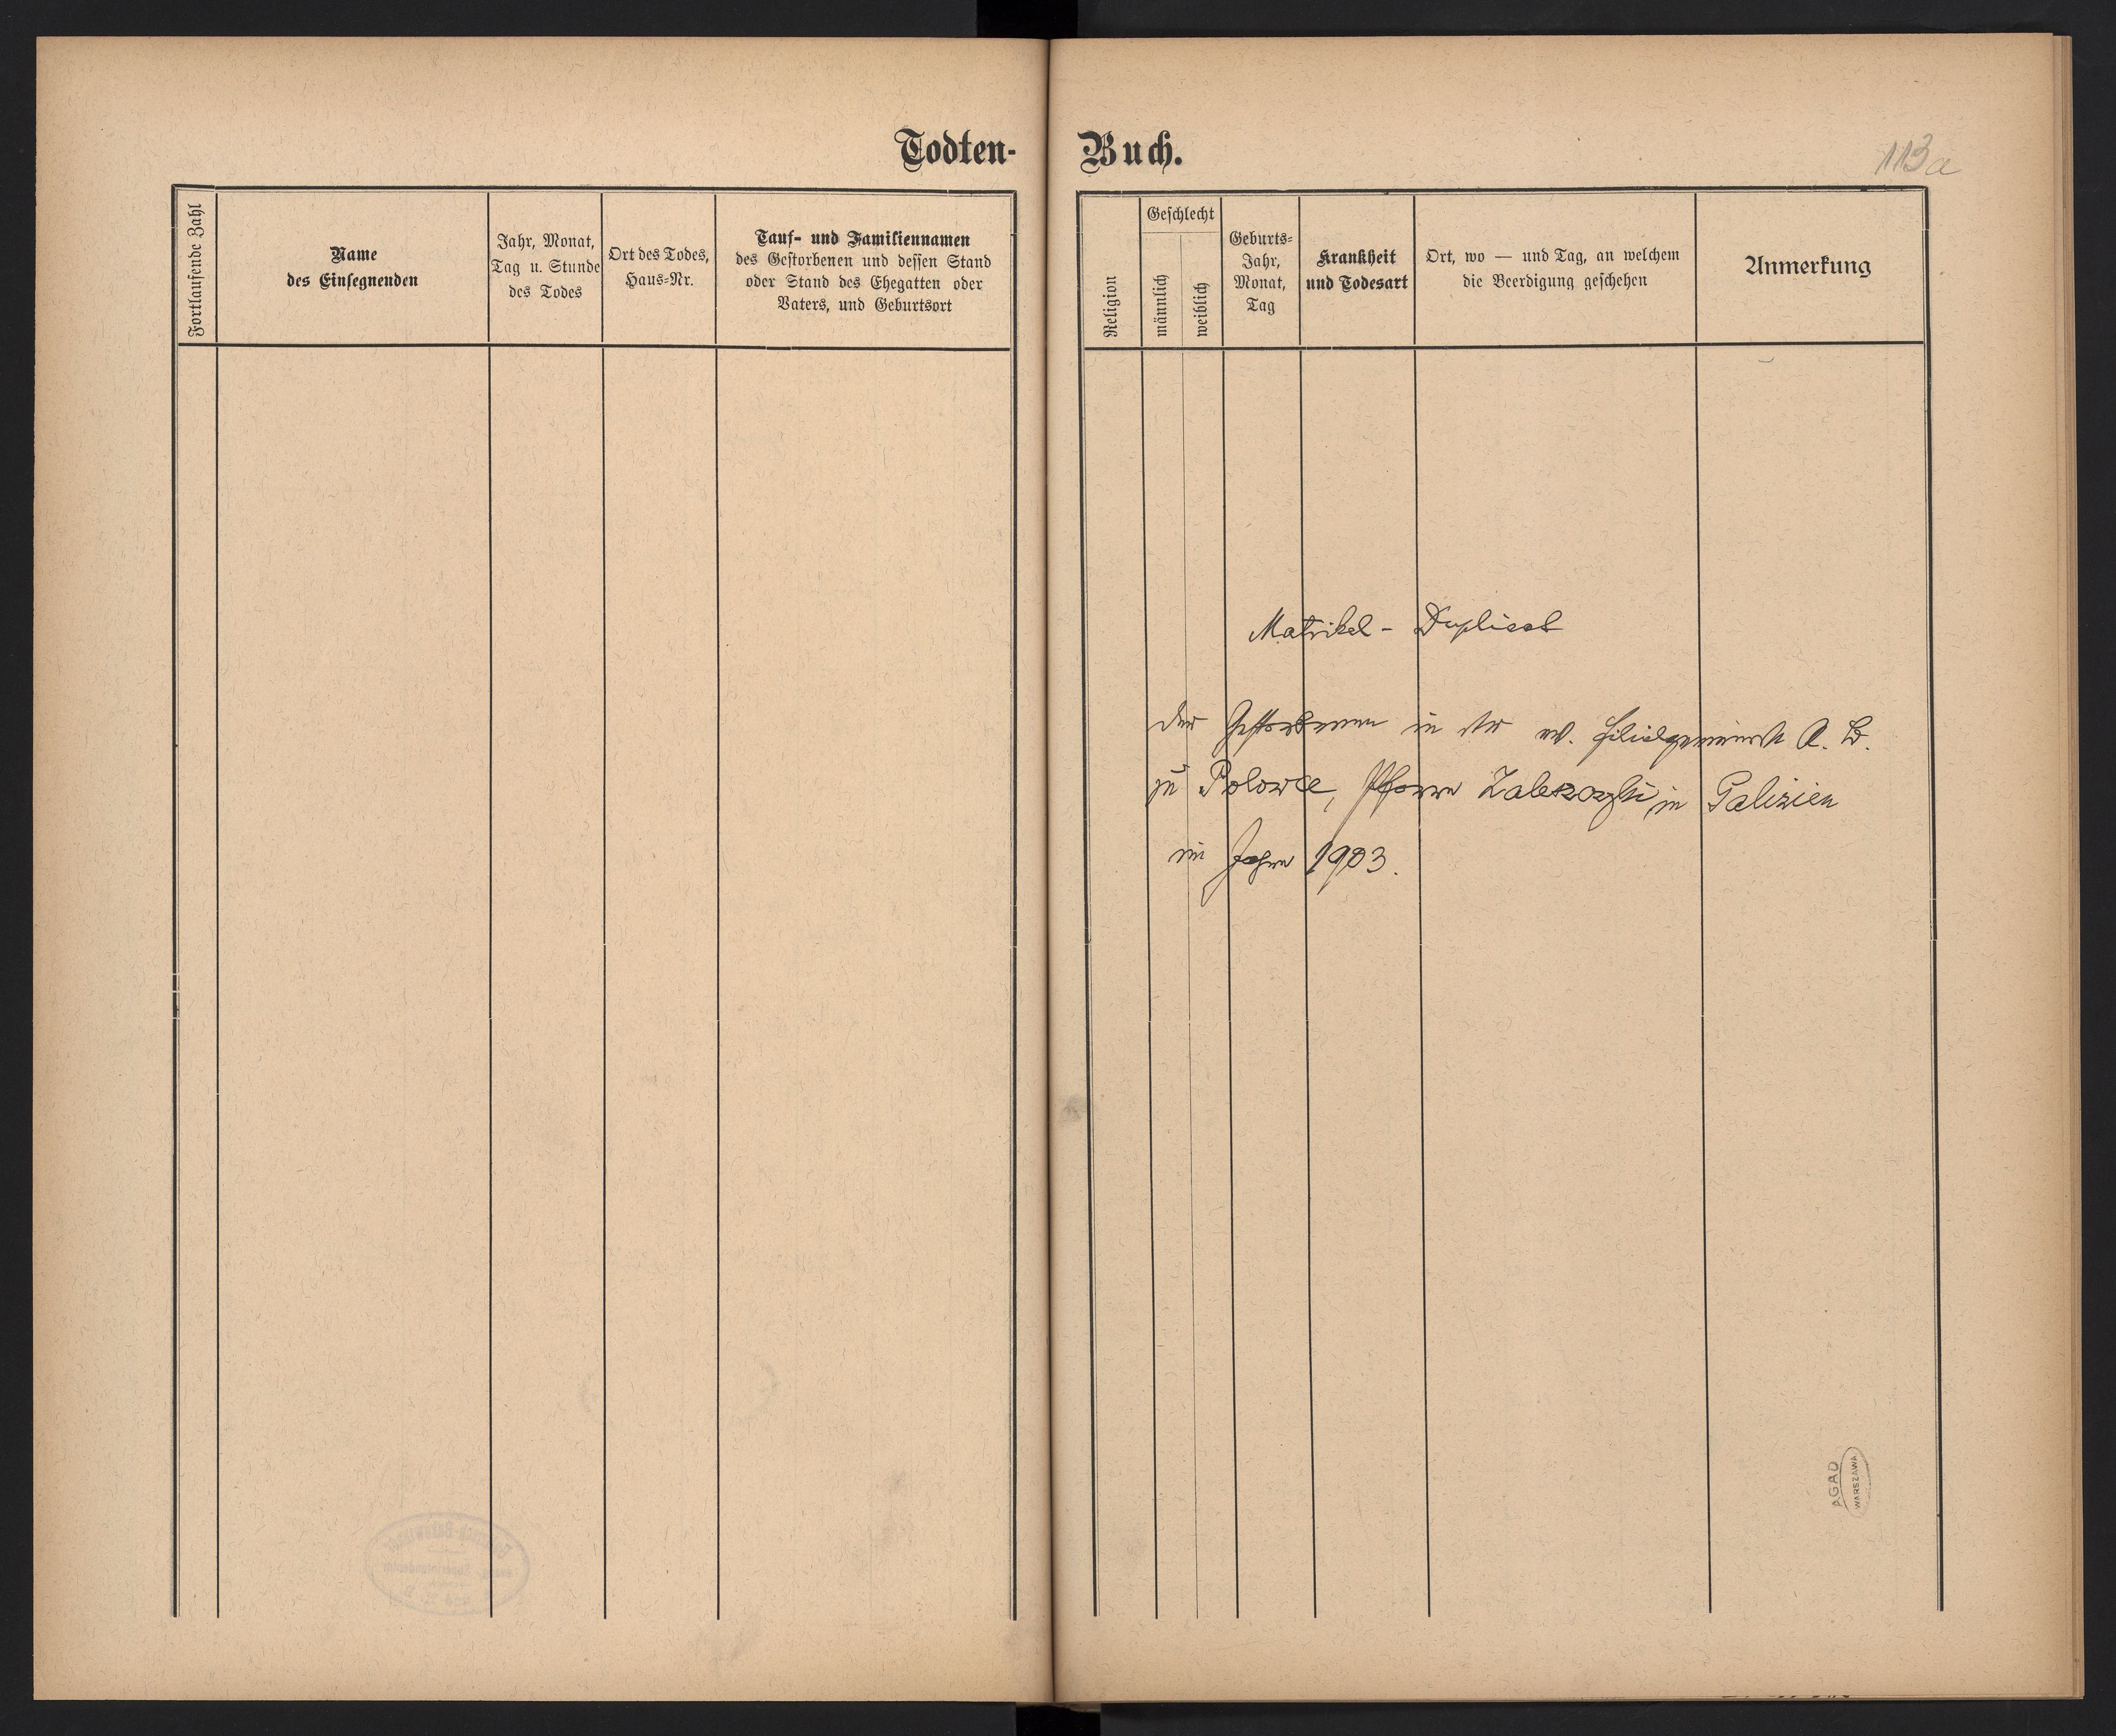 Todten-
Buch.
113a
Fortlaufende Zahl
Name
des Einsegnenden
Jahr, Monat,
Tag u. Stunde
des Todes
Ort des Todes,
Haus-Nr.
Tauf- und Familiennamen
des Gestorbenen und dessen Stand
oder Stand des Ehegatten oder
Vaters, und Geburtsort
Religion
Geschlecht
männlich
weiblich
Geburts-
Jahr,
Monat,
Tag
Krankheit
und Todesart
Ort, wo — und Tag, an welchem
die Beerdigung geschehen
Anmerkung
Matrikel - Duplicat
der Gestorbenen in der ev. Filialgemeinde A. B.
zu Polowce, Pfarre Zaleszczyki in Galizien
im Jahre 1903.
AGAD
WARSZAWA